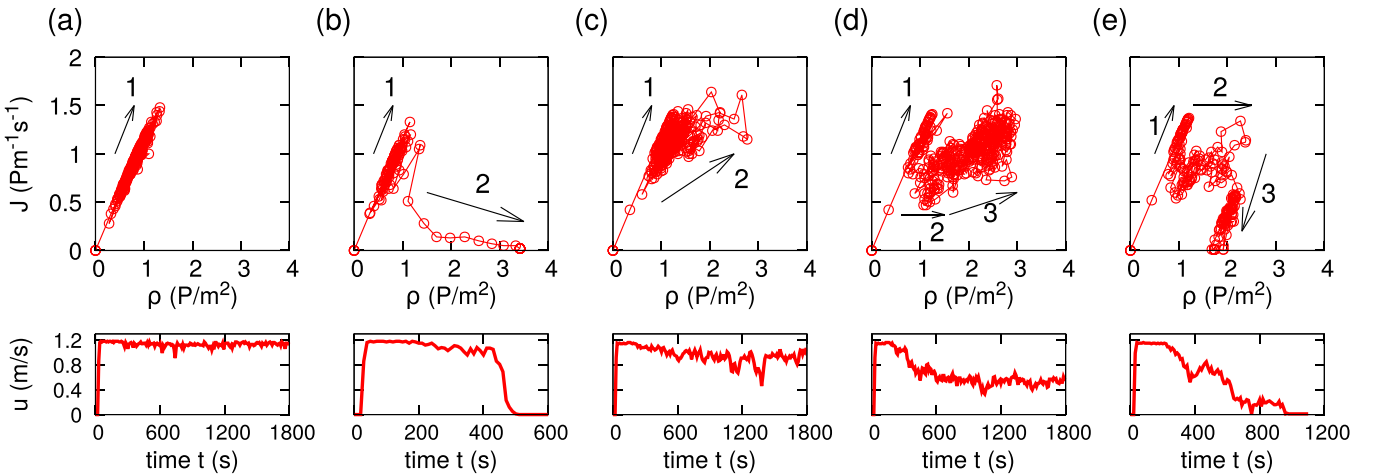 (a) (b) (c) (d) (e)
2 1.5 1 0.5 0
J (Pm⁻¹s⁻¹)
1
1 2
1 2
1 2 3
1 2 3
0 1 2 3 4 0 1 2 3 4 0 1 2 3 4 0 1 2 3 4 0 1 2 3 4
ρ (P/m²) ρ (P/m²) ρ (P/m²) ρ (P/m²) ρ (P/m²)
1.2 0.8 0.4 0
u (m/s)
0 600 1200 1800 0 200 400 600 0 600 1200 1800 0 600 1200 1800 0 400 800 1200
time t (s) time t (s) time t (s) time t (s) time t (s)